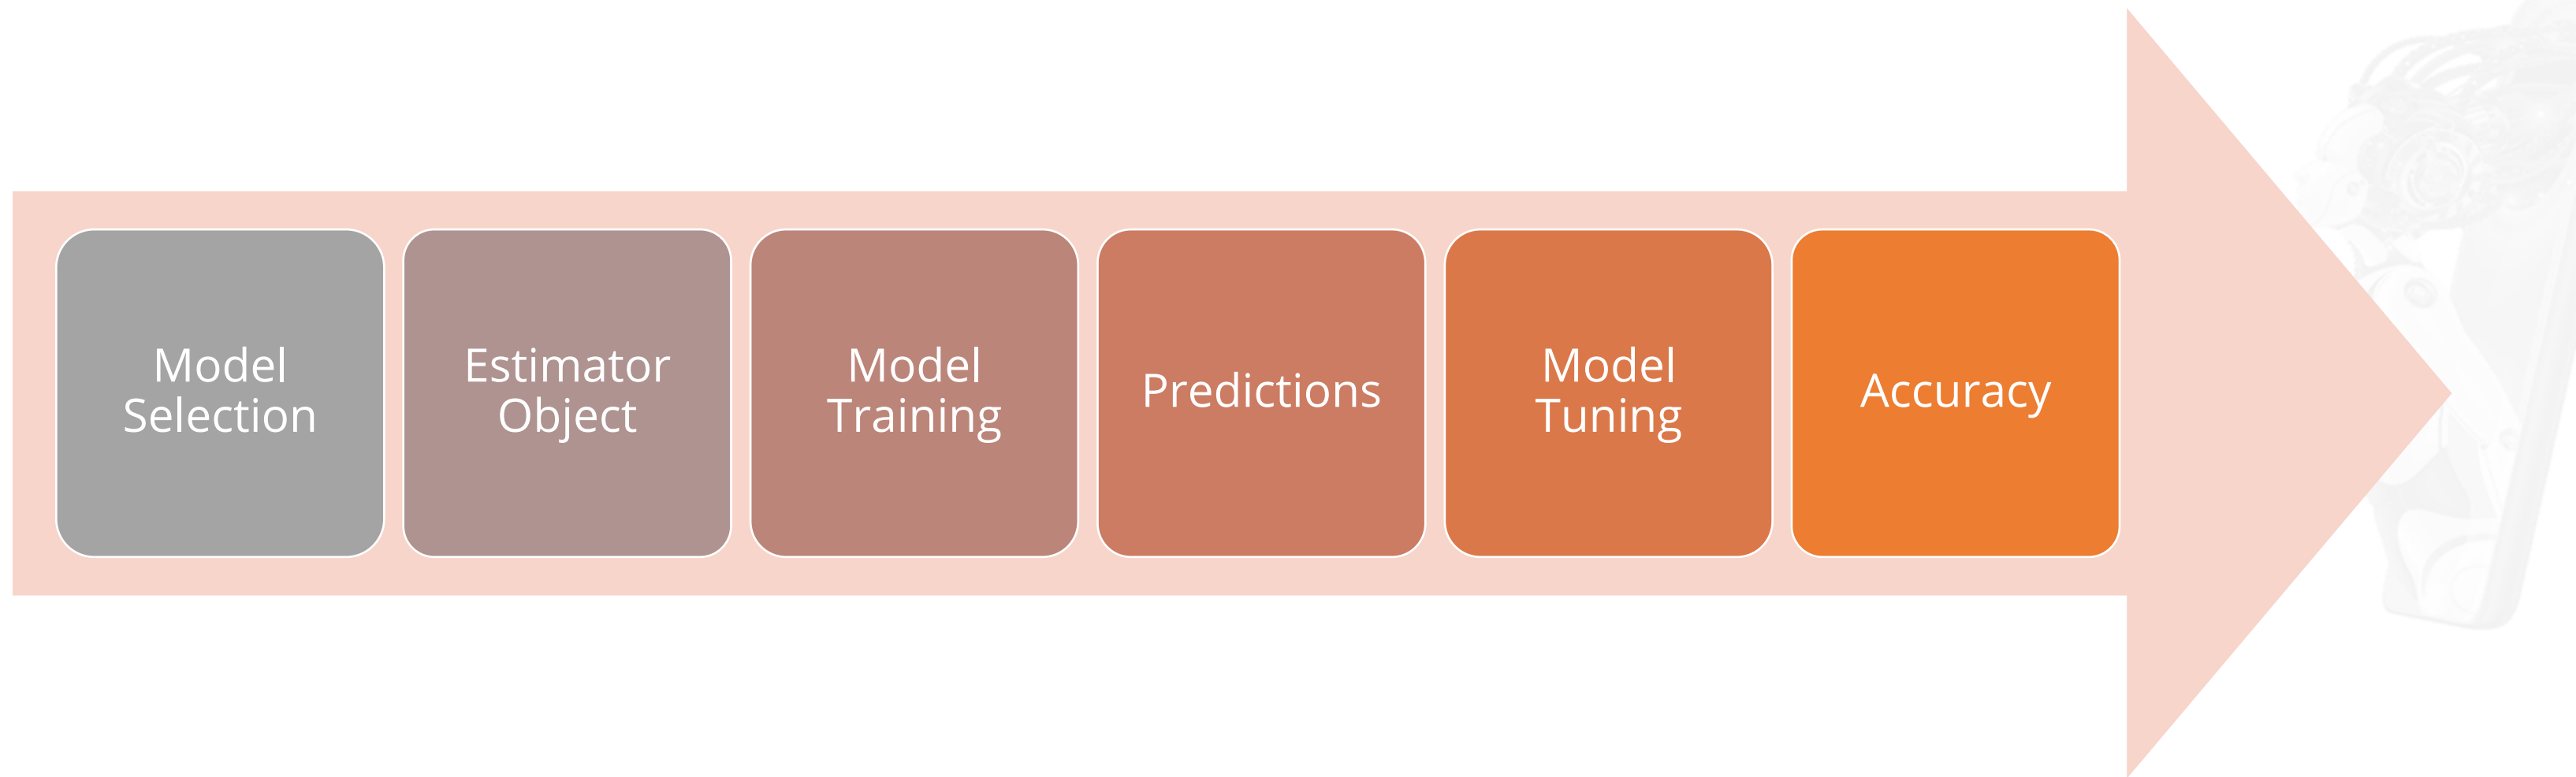 Model
Selection
Estimator
Object
Model
Training
Predictions
Model
Tuning
Accuracy